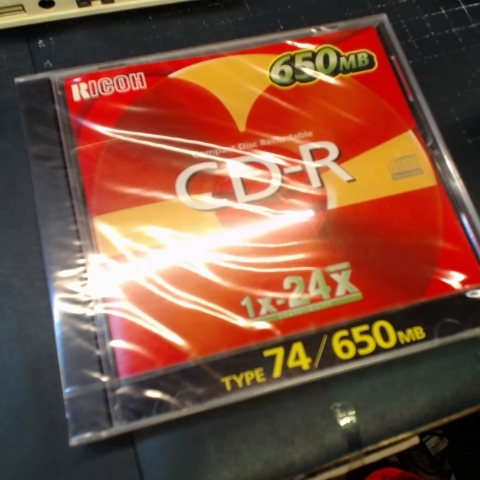 RICOH
650MB
Compact Disc Recordable
CD-R
1x-24x
TYPE 74/650MB